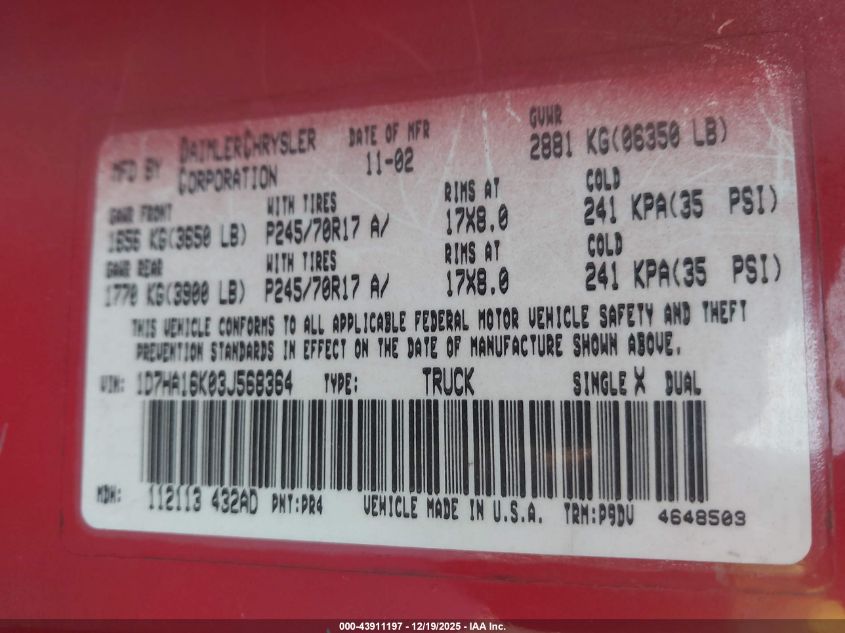 MFD BY DAIMLERCHRYSLER CORPORATION DATE OF MFR 11-02 GVWR 2881 KG(06350 LB)
GAWR FRONT WITH TIRES RIMS AT COLD
1656 KG(3650 LB) P245/70R17 A/ 17X8.0 241 KPA(35 PSI)
GAWR REAR WITH TIRES RIMS AT COLD
1770 KG(3900 LB) P245/70R17 A/ 17X8.0 241 KPA(35 PSI)
THIS VEHICLE CONFORMS TO ALL APPLICABLE FEDERAL MOTOR VEHICLE SAFETY AND THEFT
PREVENTION STANDARDS IN EFFECT ON THE DATE OF MANUFACTURE SHOWN ABOVE.
VIN: 1D7HA16K03J568364 TYPE: TRUCK SINGLE X DUAL
MDH: 112113 432AD PNT:PR4 VEHICLE MADE IN U.S.A. TRM:P9DV 4648503
000-43911197 - 12/19/2025 - IAA Inc.